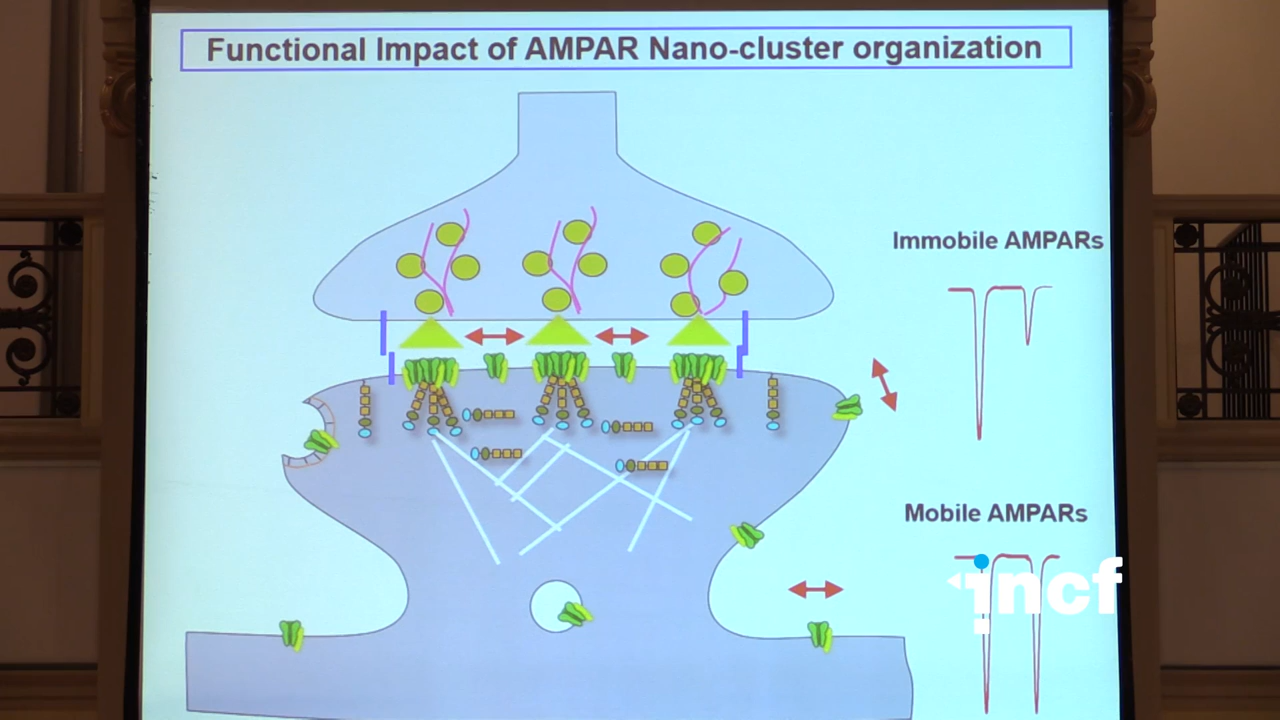 Functional Impact of AMPAR Nano-cluster organization
Immobile AMPARs
Mobile AMPARs
incf